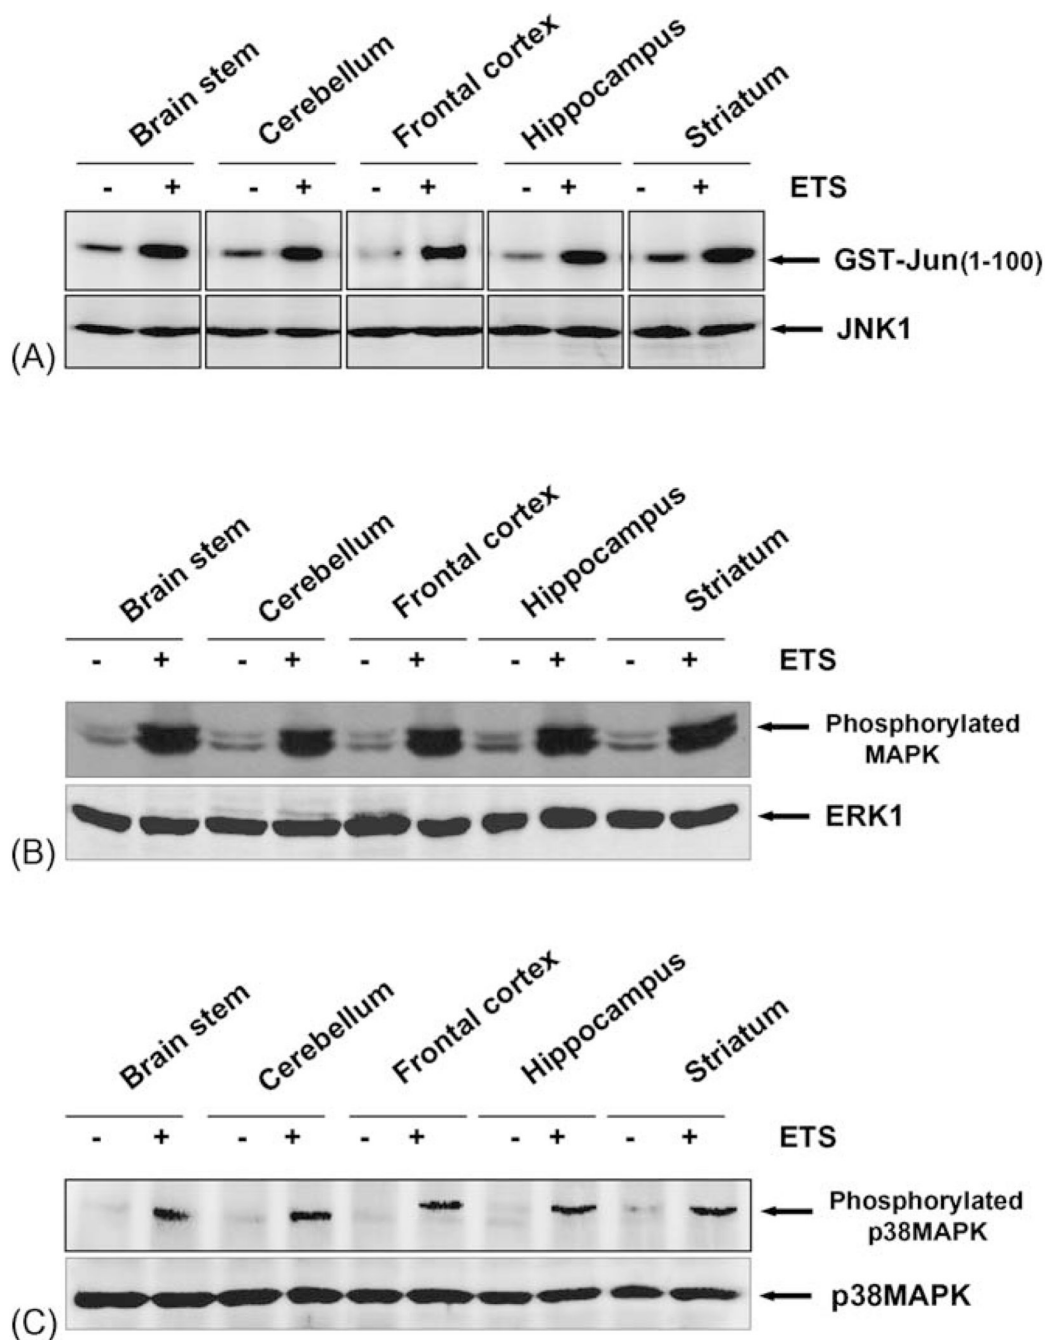 Brain stem
Cerebellum
Frontal cortex
Hippocampus
Striatum
- + - + - + - + - + ETS
GST-Jun(1-100)
JNK1
(A)
Brain stem
Cerebellum
Frontal cortex
Hippocampus
Striatum
- + - + - + - + - + ETS
Phosphorylated
MAPK
ERK1
(B)
Brain stem
Cerebellum
Frontal cortex
Hippocampus
Striatum
- + - + - + - + - + ETS
Phosphorylated
p38MAPK
p38MAPK
(C)